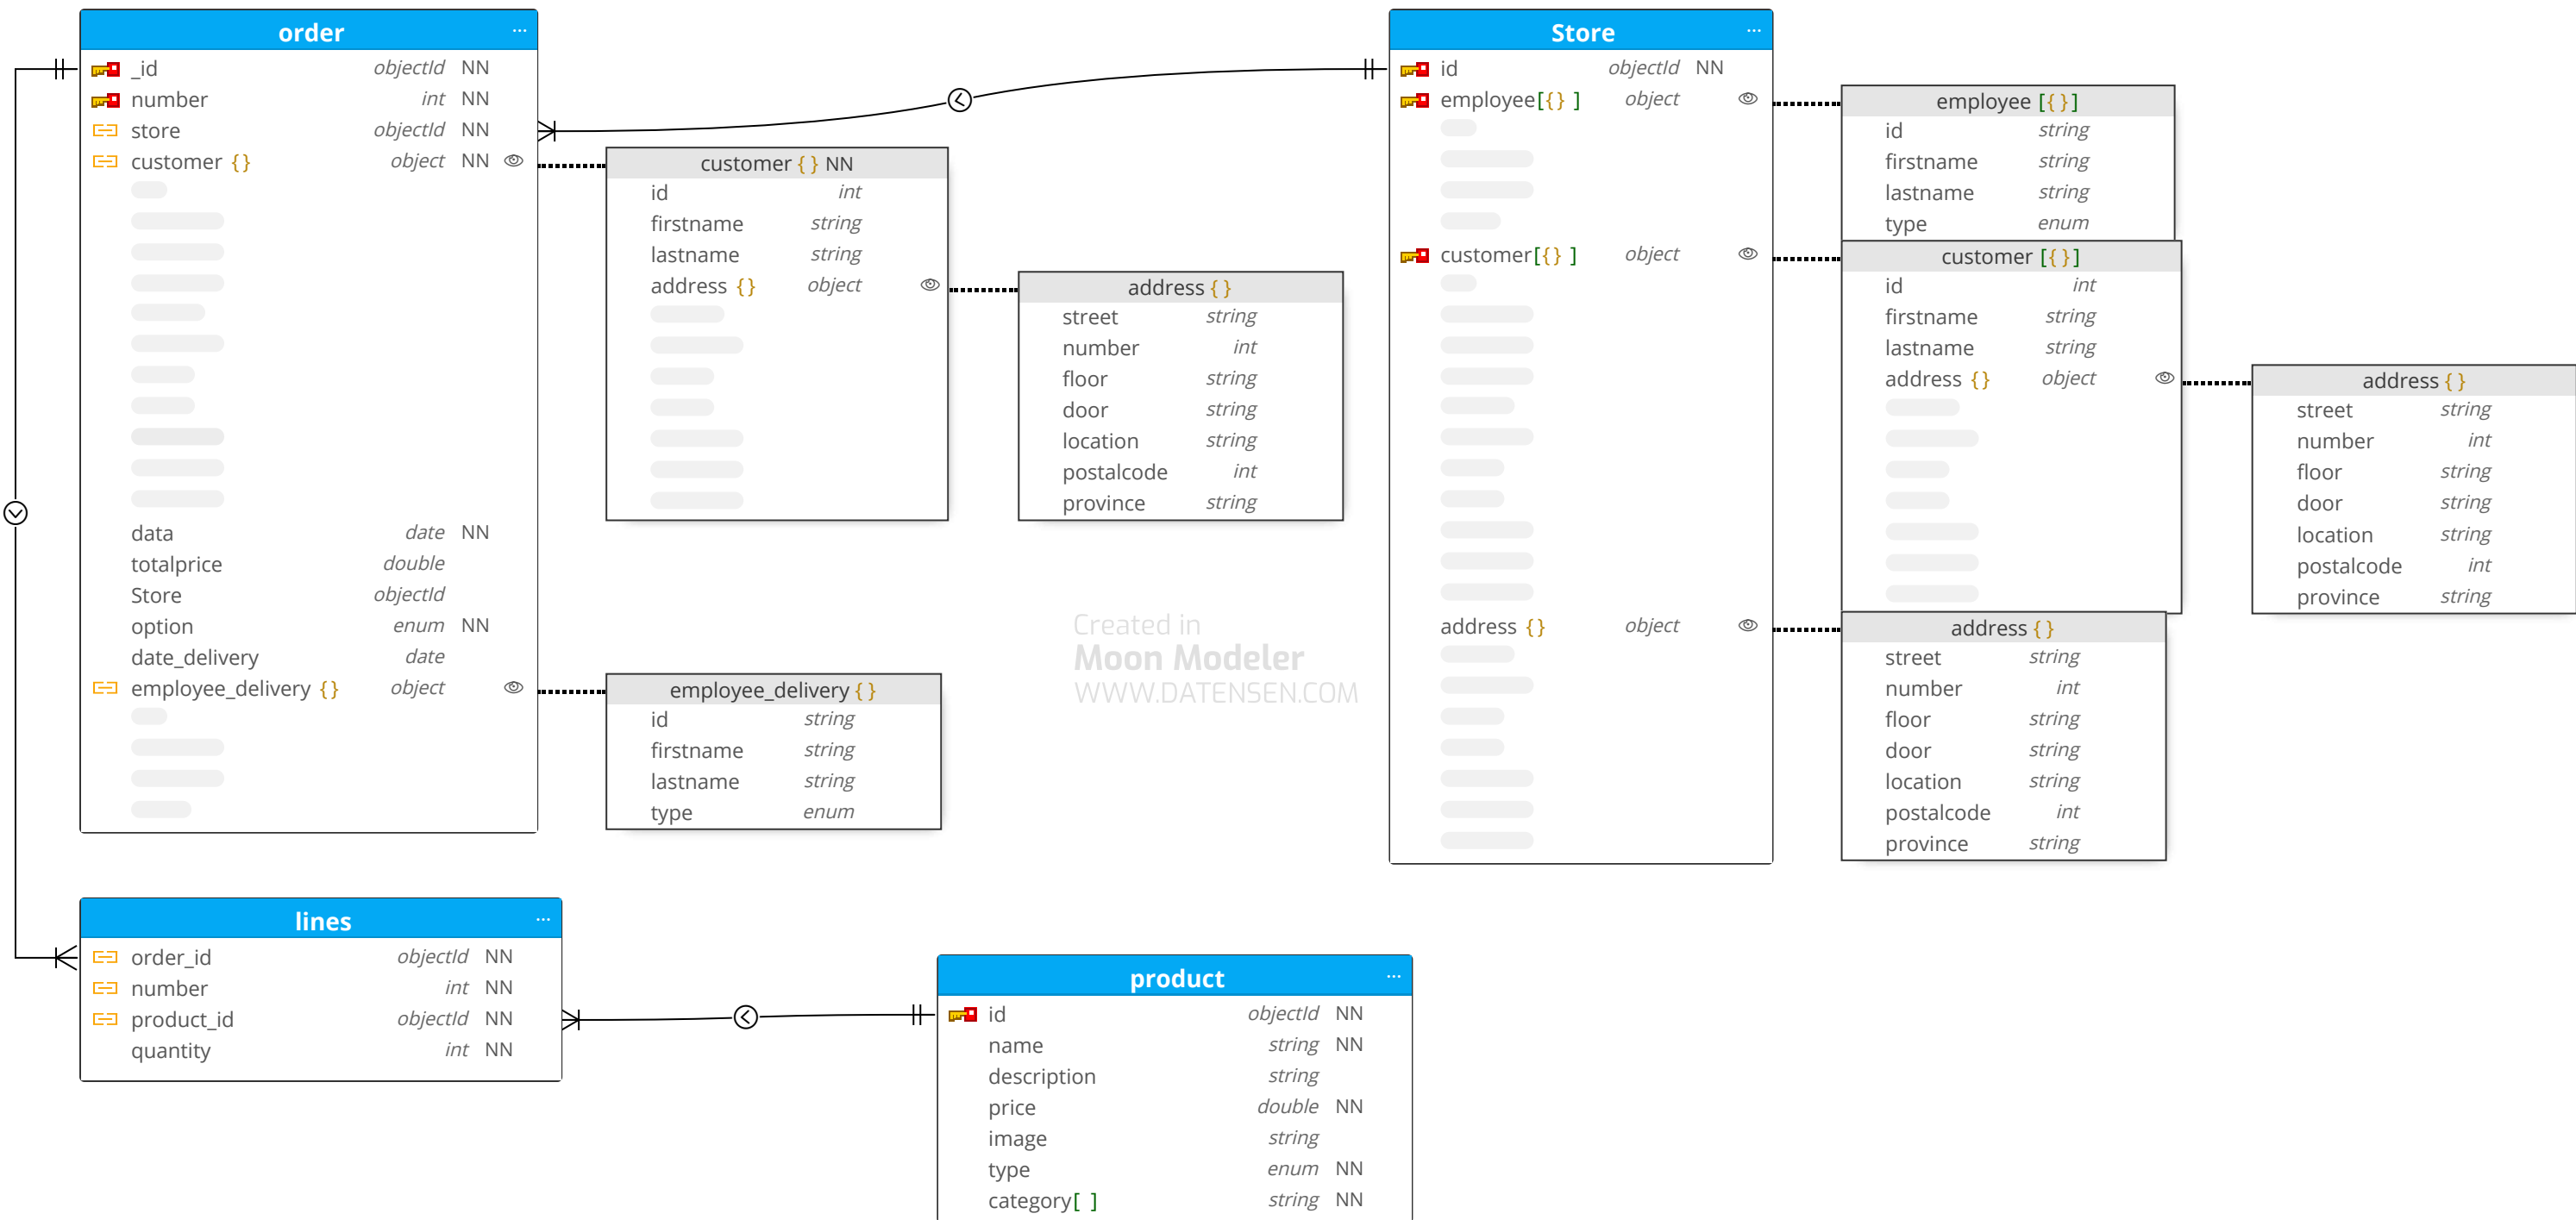 order ...
_id objectId NN
number int NN
store objectId NN
customer {} object NN
data date NN
totalprice double
Store objectId
option enum NN
date_delivery date
employee_delivery {} object
customer {} NN
id int
firstname string
lastname string
address {} object
address {}
street string
number int
floor string
door string
location string
postalcode int
province string
employee_delivery {}
id string
firstname string
lastname string
type enum
Created in
Moon Modeler
WWW.DATENSEN.COM
Store ...
id objectId NN
employee[{} ] object
customer[{} ] object
address {} object
employee [{}]
id string
firstname string
lastname string
type enum
customer [{}]
id int
firstname string
lastname string
address {} object
address {}
street string
number int
floor string
door string
location string
postalcode int
province string
address {}
street string
number int
floor string
door string
location string
postalcode int
province string
lines ...
order_id objectId NN
number int NN
product_id objectId NN
quantity int NN
product ...
id objectId NN
name string NN
description string
price double NN
image string
type enum NN
category[ ] string NN